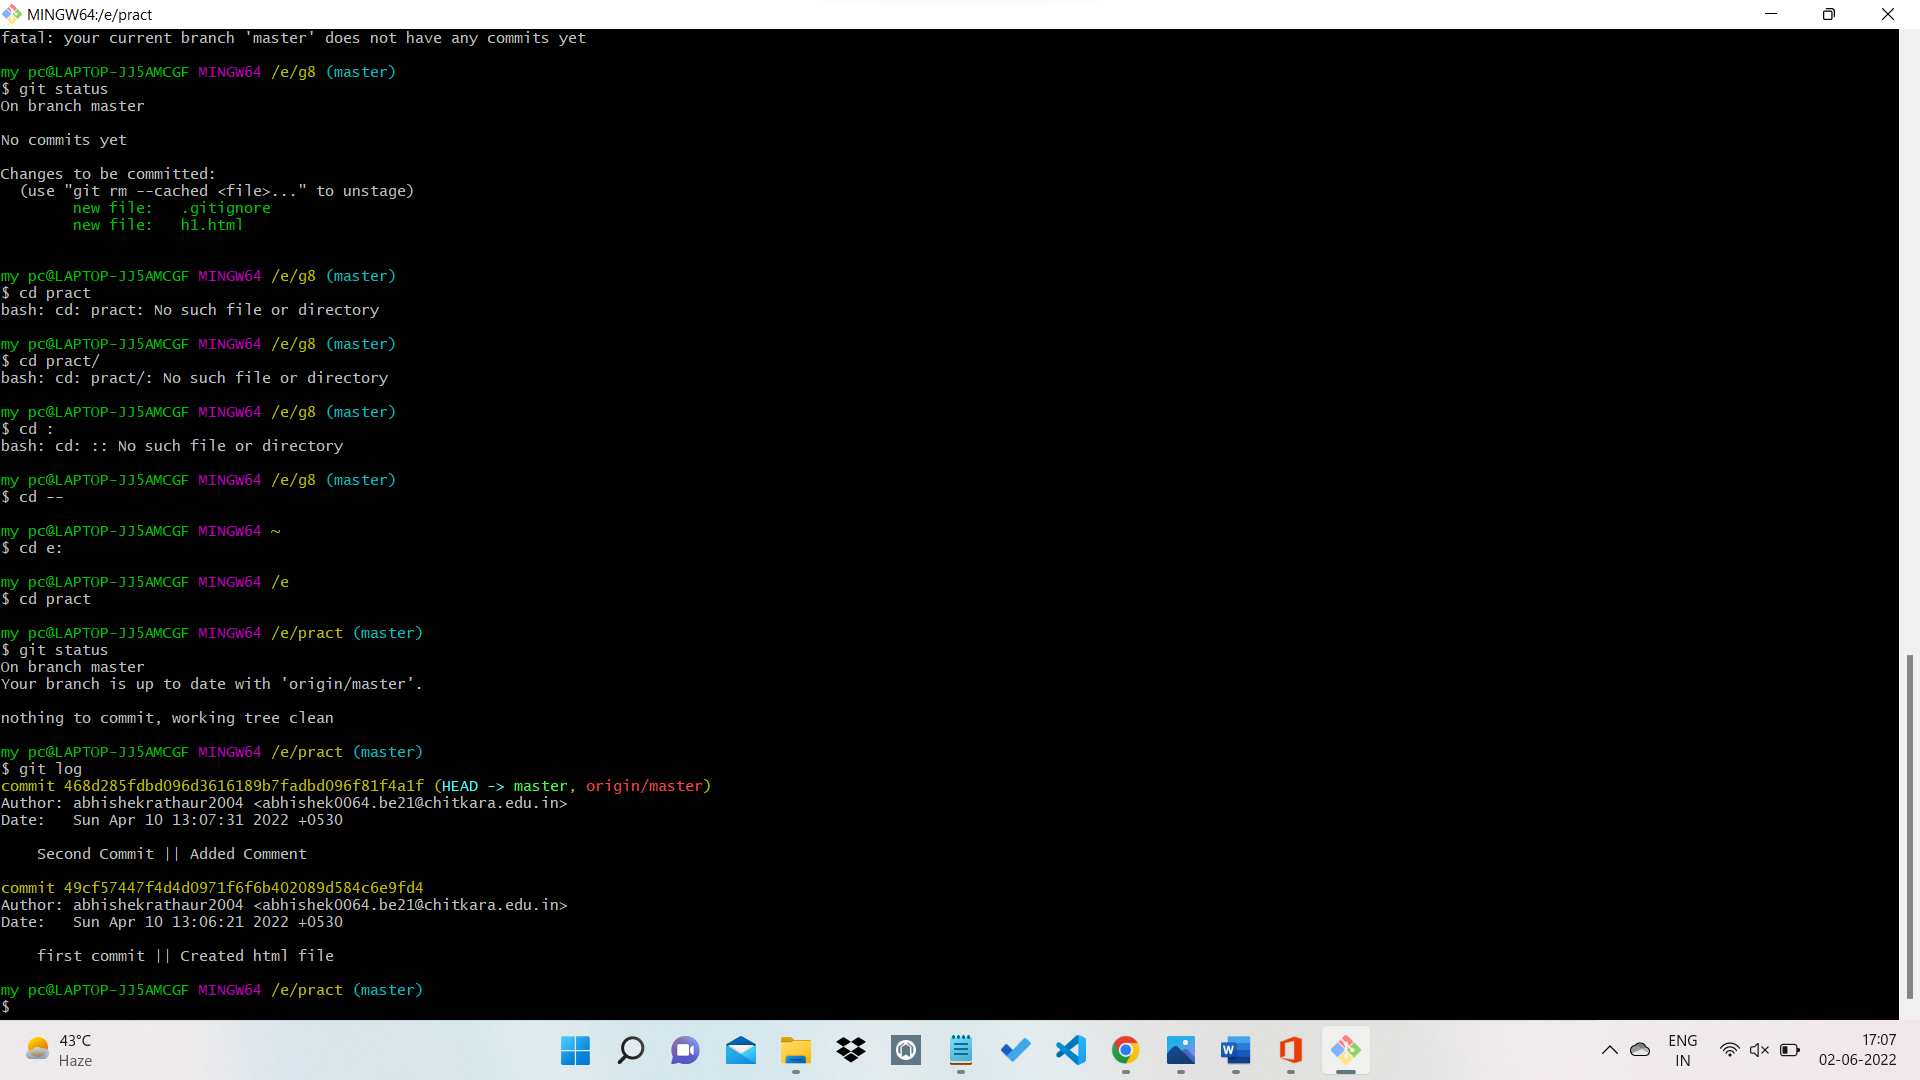 MINGW64:/e/pract
fatal: your current branch 'master' does not have any commits yet
my pc@LAPTOP-JJ5AMCGF MINGW64 /e/g8 (master)
$ git status
On branch master
No commits yet
Changes to be committed:
  (use "git rm --cached <file>..." to unstage)
        new file:   .gitignore
        new file:   h1.html
my pc@LAPTOP-JJ5AMCGF MINGW64 /e/g8 (master)
$ cd pract
bash: cd: pract: No such file or directory
my pc@LAPTOP-JJ5AMCGF MINGW64 /e/g8 (master)
$ cd pract/
bash: cd: pract/: No such file or directory
my pc@LAPTOP-JJ5AMCGF MINGW64 /e/g8 (master)
$ cd :
bash: cd: :: No such file or directory
my pc@LAPTOP-JJ5AMCGF MINGW64 /e/g8 (master)
$ cd --
my pc@LAPTOP-JJ5AMCGF MINGW64 ~
$ cd e:
my pc@LAPTOP-JJ5AMCGF MINGW64 /e
$ cd pract
my pc@LAPTOP-JJ5AMCGF MINGW64 /e/pract (master)
$ git status
On branch master
Your branch is up to date with 'origin/master'.
nothing to commit, working tree clean
my pc@LAPTOP-JJ5AMCGF MINGW64 /e/pract (master)
$ git log
commit 468d285fdbd096d3616189b7fadbd096f81f4a1f (HEAD -> master, origin/master)
Author: abhishekrathaur2004 <abhishek0064.be21@chitkara.edu.in>
Date:   Sun Apr 10 13:07:31 2022 +0530
    Second Commit || Added Comment
commit 49cf57447f4d4d0971f6f6b402089d584c6e9fd4
Author: abhishekrathaur2004 <abhishek0064.be21@chitkara.edu.in>
Date:   Sun Apr 10 13:06:21 2022 +0530
    first commit || Created html file
my pc@LAPTOP-JJ5AMCGF MINGW64 /e/pract (master)
$
43°C
Haze
W
ENG
IN
17:07
02-06-2022